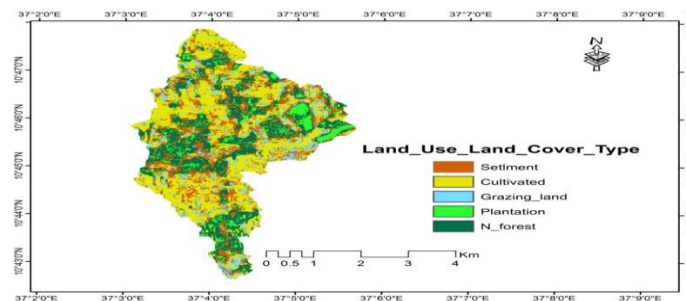 37°2'0"E 37°3'0"E 37°4'0"E 37°5'0"E 37°6'0"E 37°7'0"E 37°8'0"E 37°9'0"E
N
10°47'0"N
10°46'0"N
10°45'0"N
10°44'0"N
10°43'0"N
Land_Use_Land_Cover_Type
Setlment
Cultivated
Grazing_land
Plantation
N_forest
Km
0 0.5 1 2 3 4
37°2'0"E 37°3'0"E 37°4'0"E 37°5'0"E 37°6'0"E 37°7'0"E 37°8'0"E 37°9'0"E